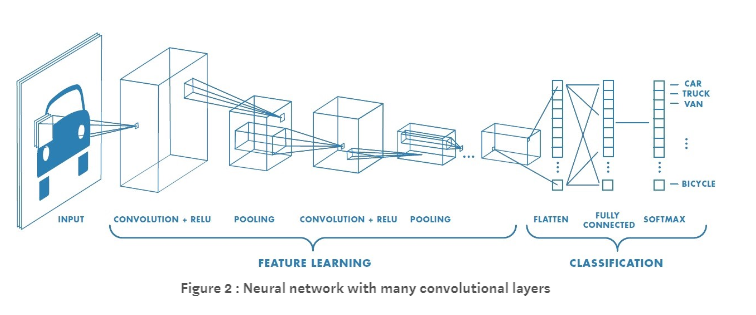 CAR
TRUCK
VAN
BICYCLE
INPUT
CONVOLUTION + RELU
POOLING
CONVOLUTION + RELU
POOLING
FLATTEN
FULLY
CONNECTED
SOFTMAX
FEATURE LEARNING
CLASSIFICATION
Figure 2 : Neural network with many convolutional layers